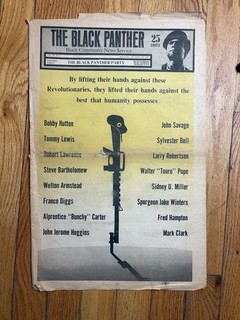 THE BLACK PANTHER
25 cents
Black Community News Service
THE BLACK PANTHER PARTY
By lifting their hands against these
Revolutionaries, they lifted their hands against the
best that humanity possesses
Bobby Hutton
John Savage
Tommy Lewis
Sylvester Bell
Robert Lawrence
Larry Robertson
Steve Bartholomew
Walter "Toure" Pope
Welton Armstead
Sidney U. Miller
Franco Diggs
Spurgeon Jake Winters
Alprentice "Bunchy" Carter
Fred Hampton
John Jerome Huggins
Mark Clark